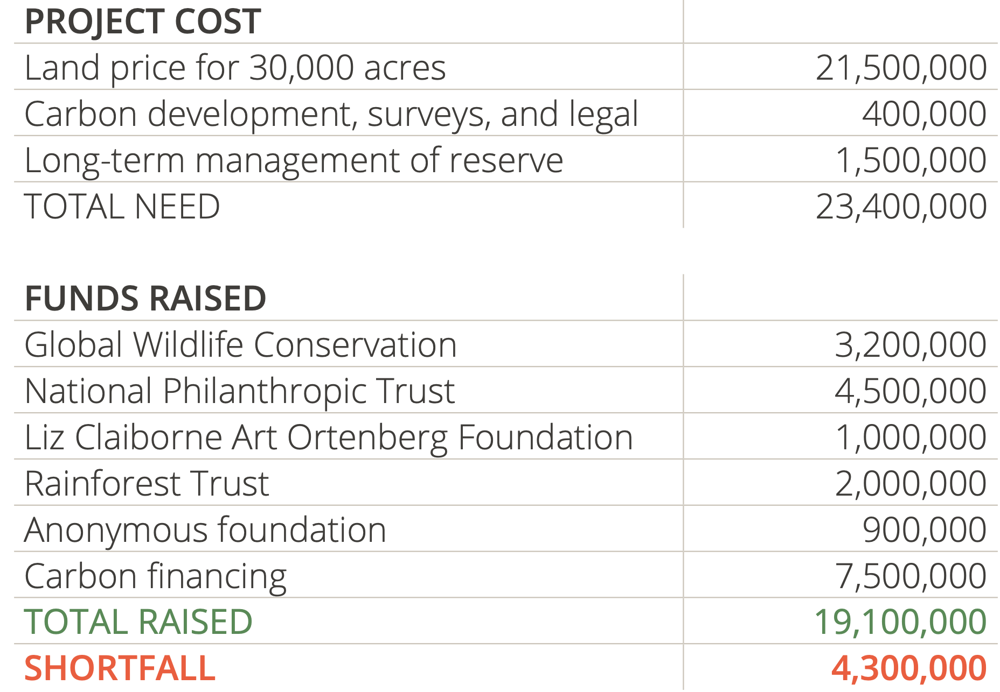 PROJECT COST
Land price for 30,000 acres 21,500,000
Carbon development, surveys, and legal 400,000
Long-term management of reserve 1,500,000
TOTAL NEED 23,400,000
FUNDS RAISED
Global Wildlife Conservation 3,200,000
National Philanthropic Trust 4,500,000
Liz Claiborne Art Ortenberg Foundation 1,000,000
Rainforest Trust 2,000,000
Anonymous foundation 900,000
Carbon financing 7,500,000
TOTAL RAISED 19,100,000
SHORTFALL 4,300,000